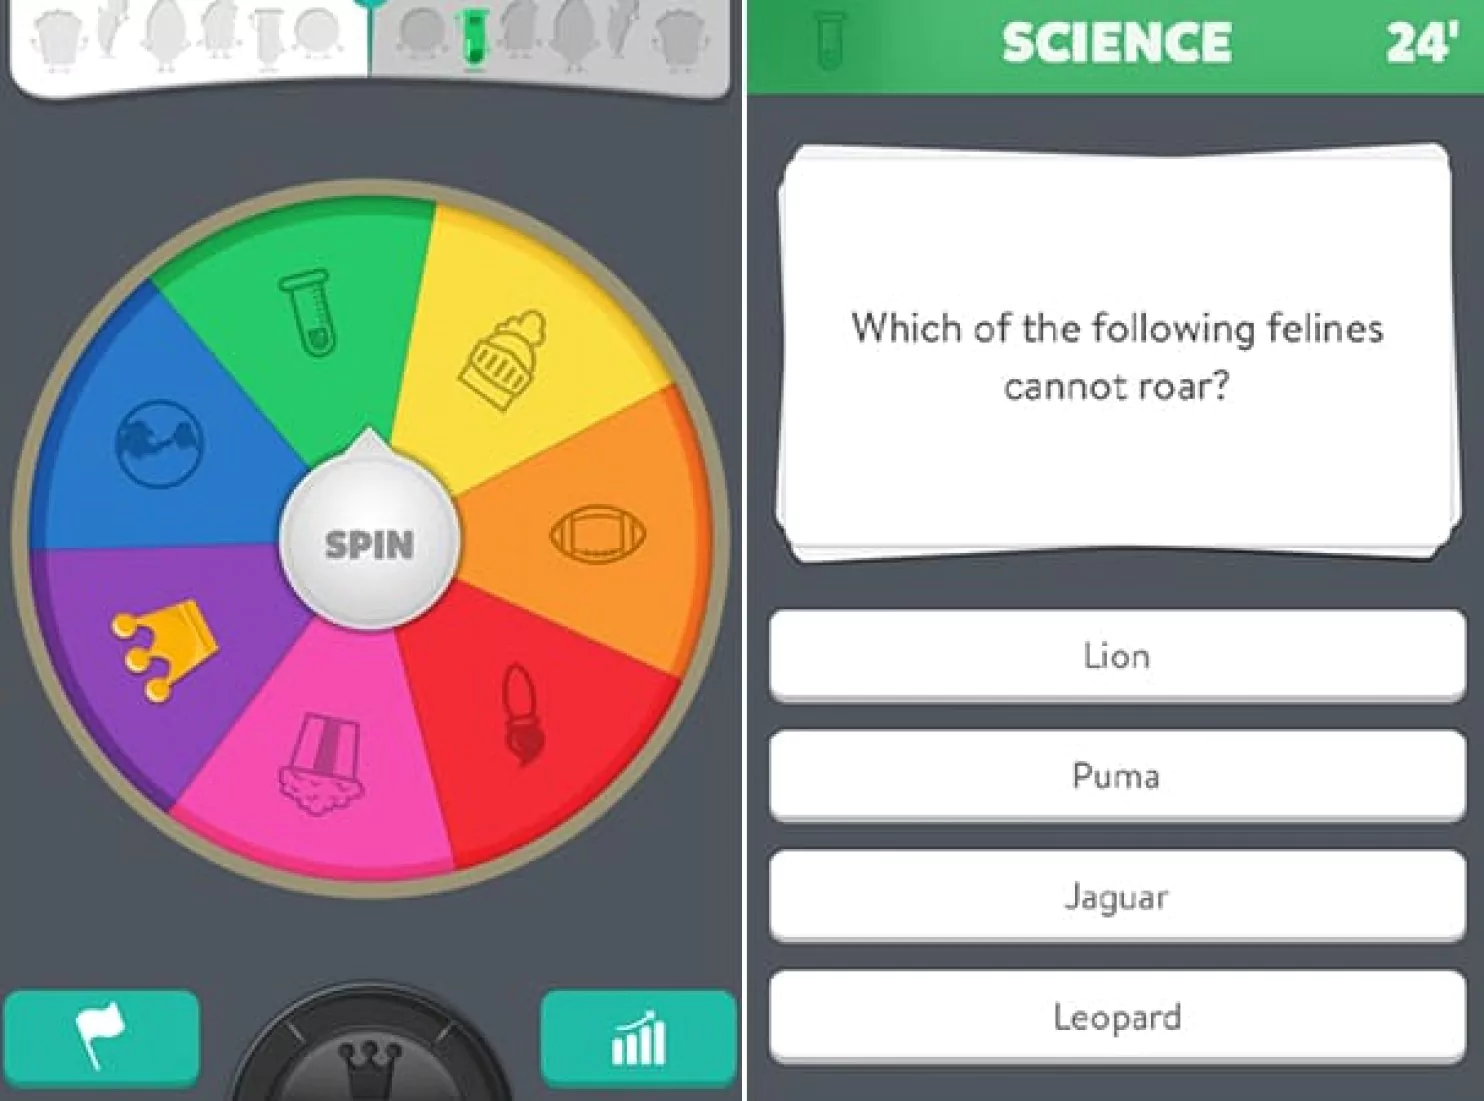 SPIN
SCIENCE
24'
Which of the following felines
cannot roar?
Lion
Puma
Jaguar
Leopard